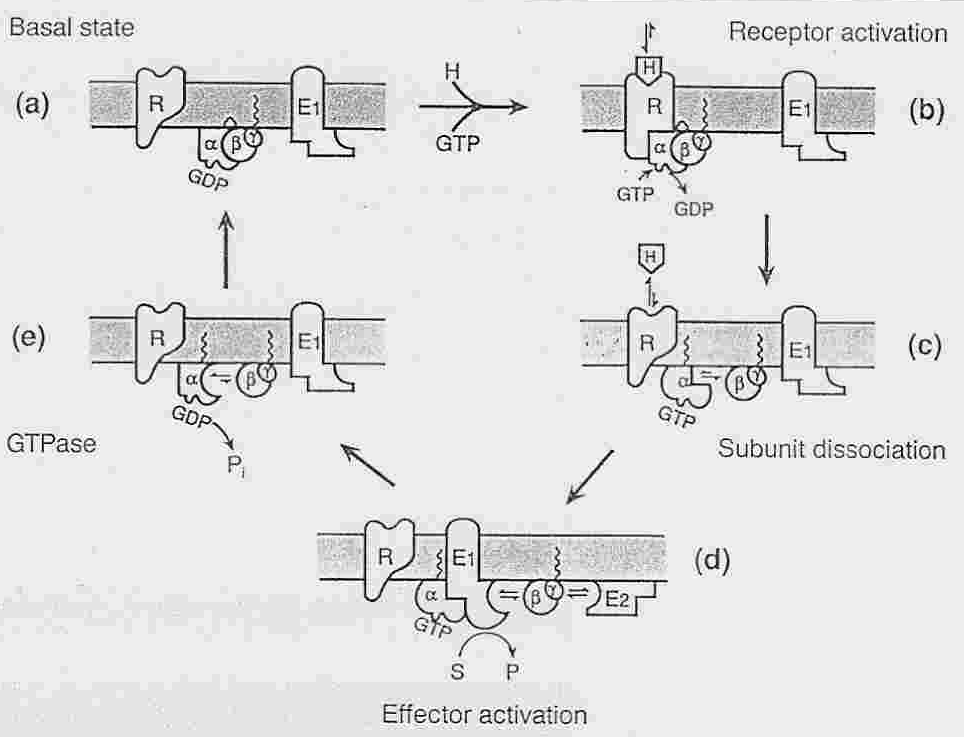 Basal state
Receptor activation
(a)
R
E1
α
β
γ
GDP
H
GTP
H
R
E1
(b)
α
β
γ
GTP
GDP
(e)
R
E1
α
β
γ
GDP
Pi
GTPase
H
R
E1
(c)
α
β
γ
GTP
Subunit dissociation
R
E1
(d)
α
β
γ
E2
GTP
S
P
Effector activation